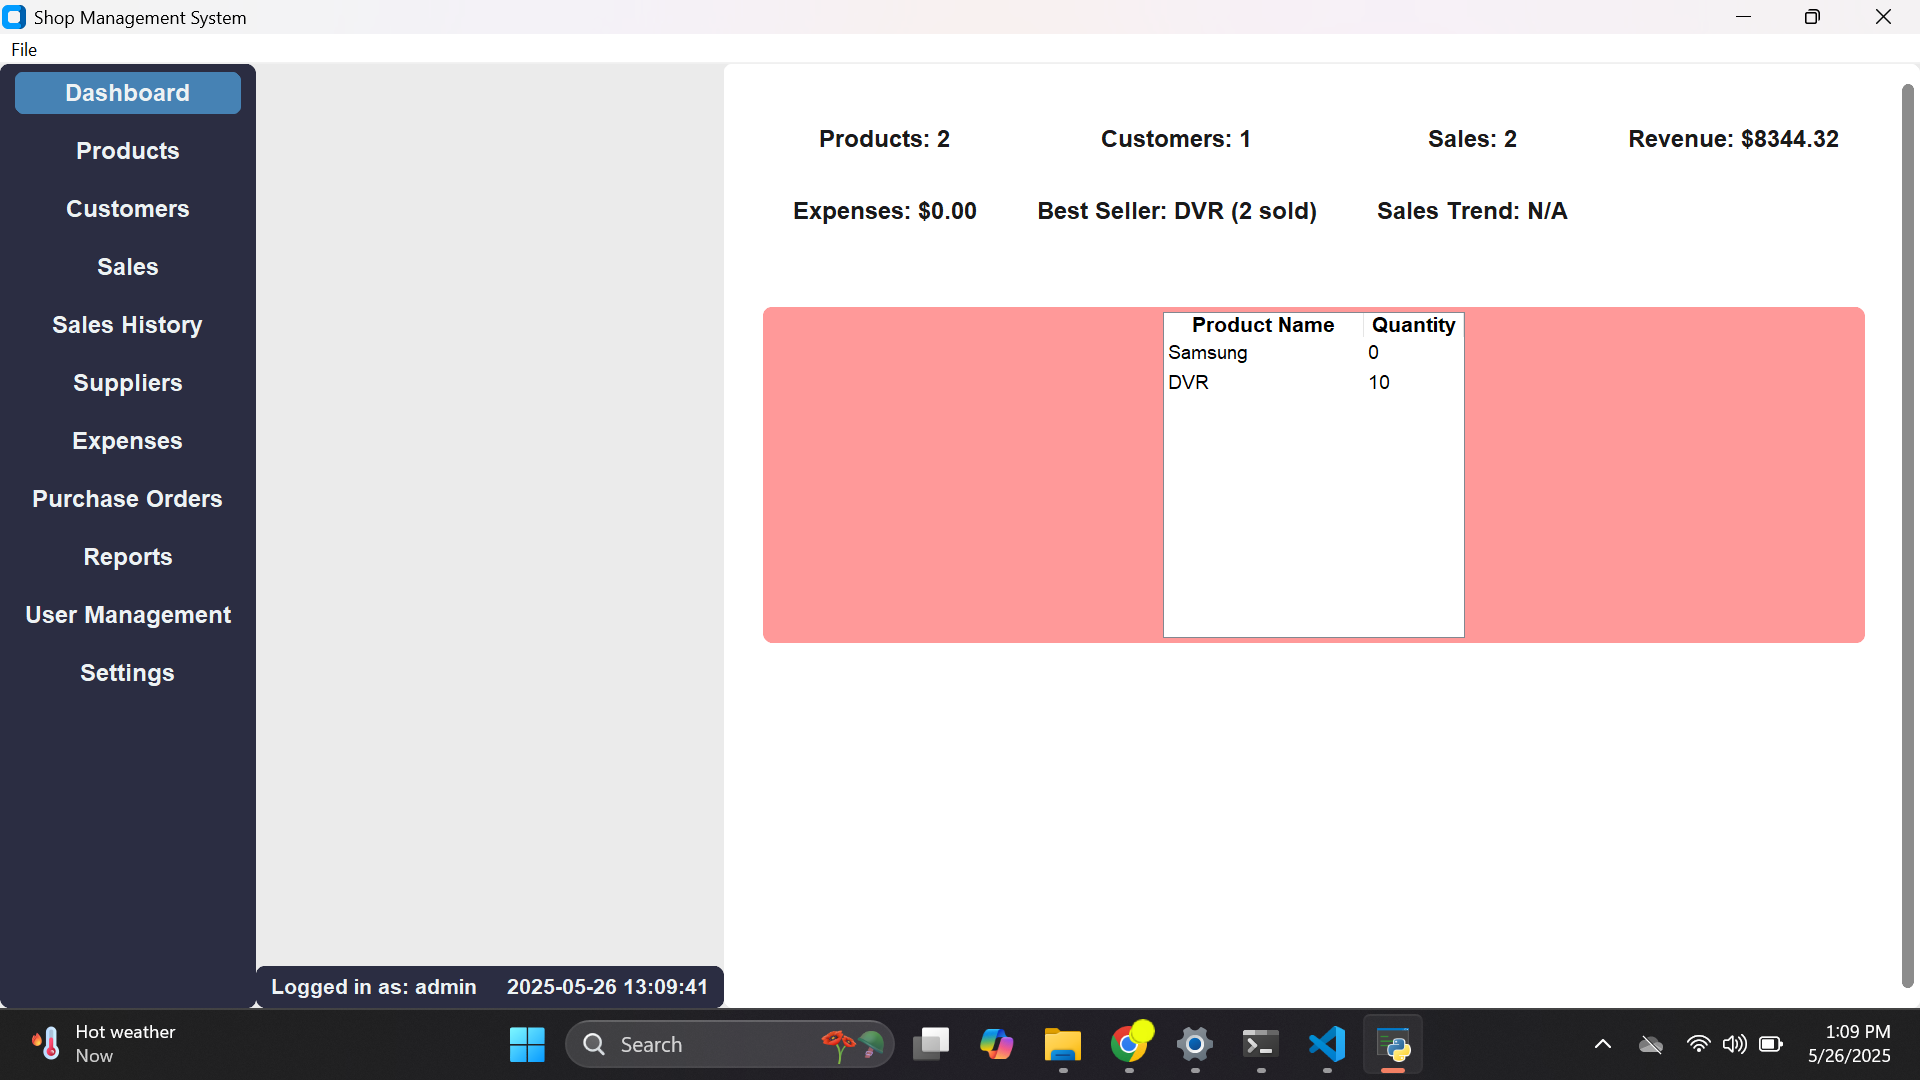 Shop Management System
File
Dashboard
Products
Customers
Sales
Sales History
Suppliers
Expenses
Purchase Orders
Reports
User Management
Settings
Products: 2 Customers: 1 Sales: 2 Revenue: $8344.32
Expenses: $0.00 Best Seller: DVR (2 sold) Sales Trend: N/A
Product Name Quantity
Samsung 0
DVR 10
Logged in as: admin 2025-05-26 13:09:41
Hot weather
Now
Search
1:09 PM
5/26/2025